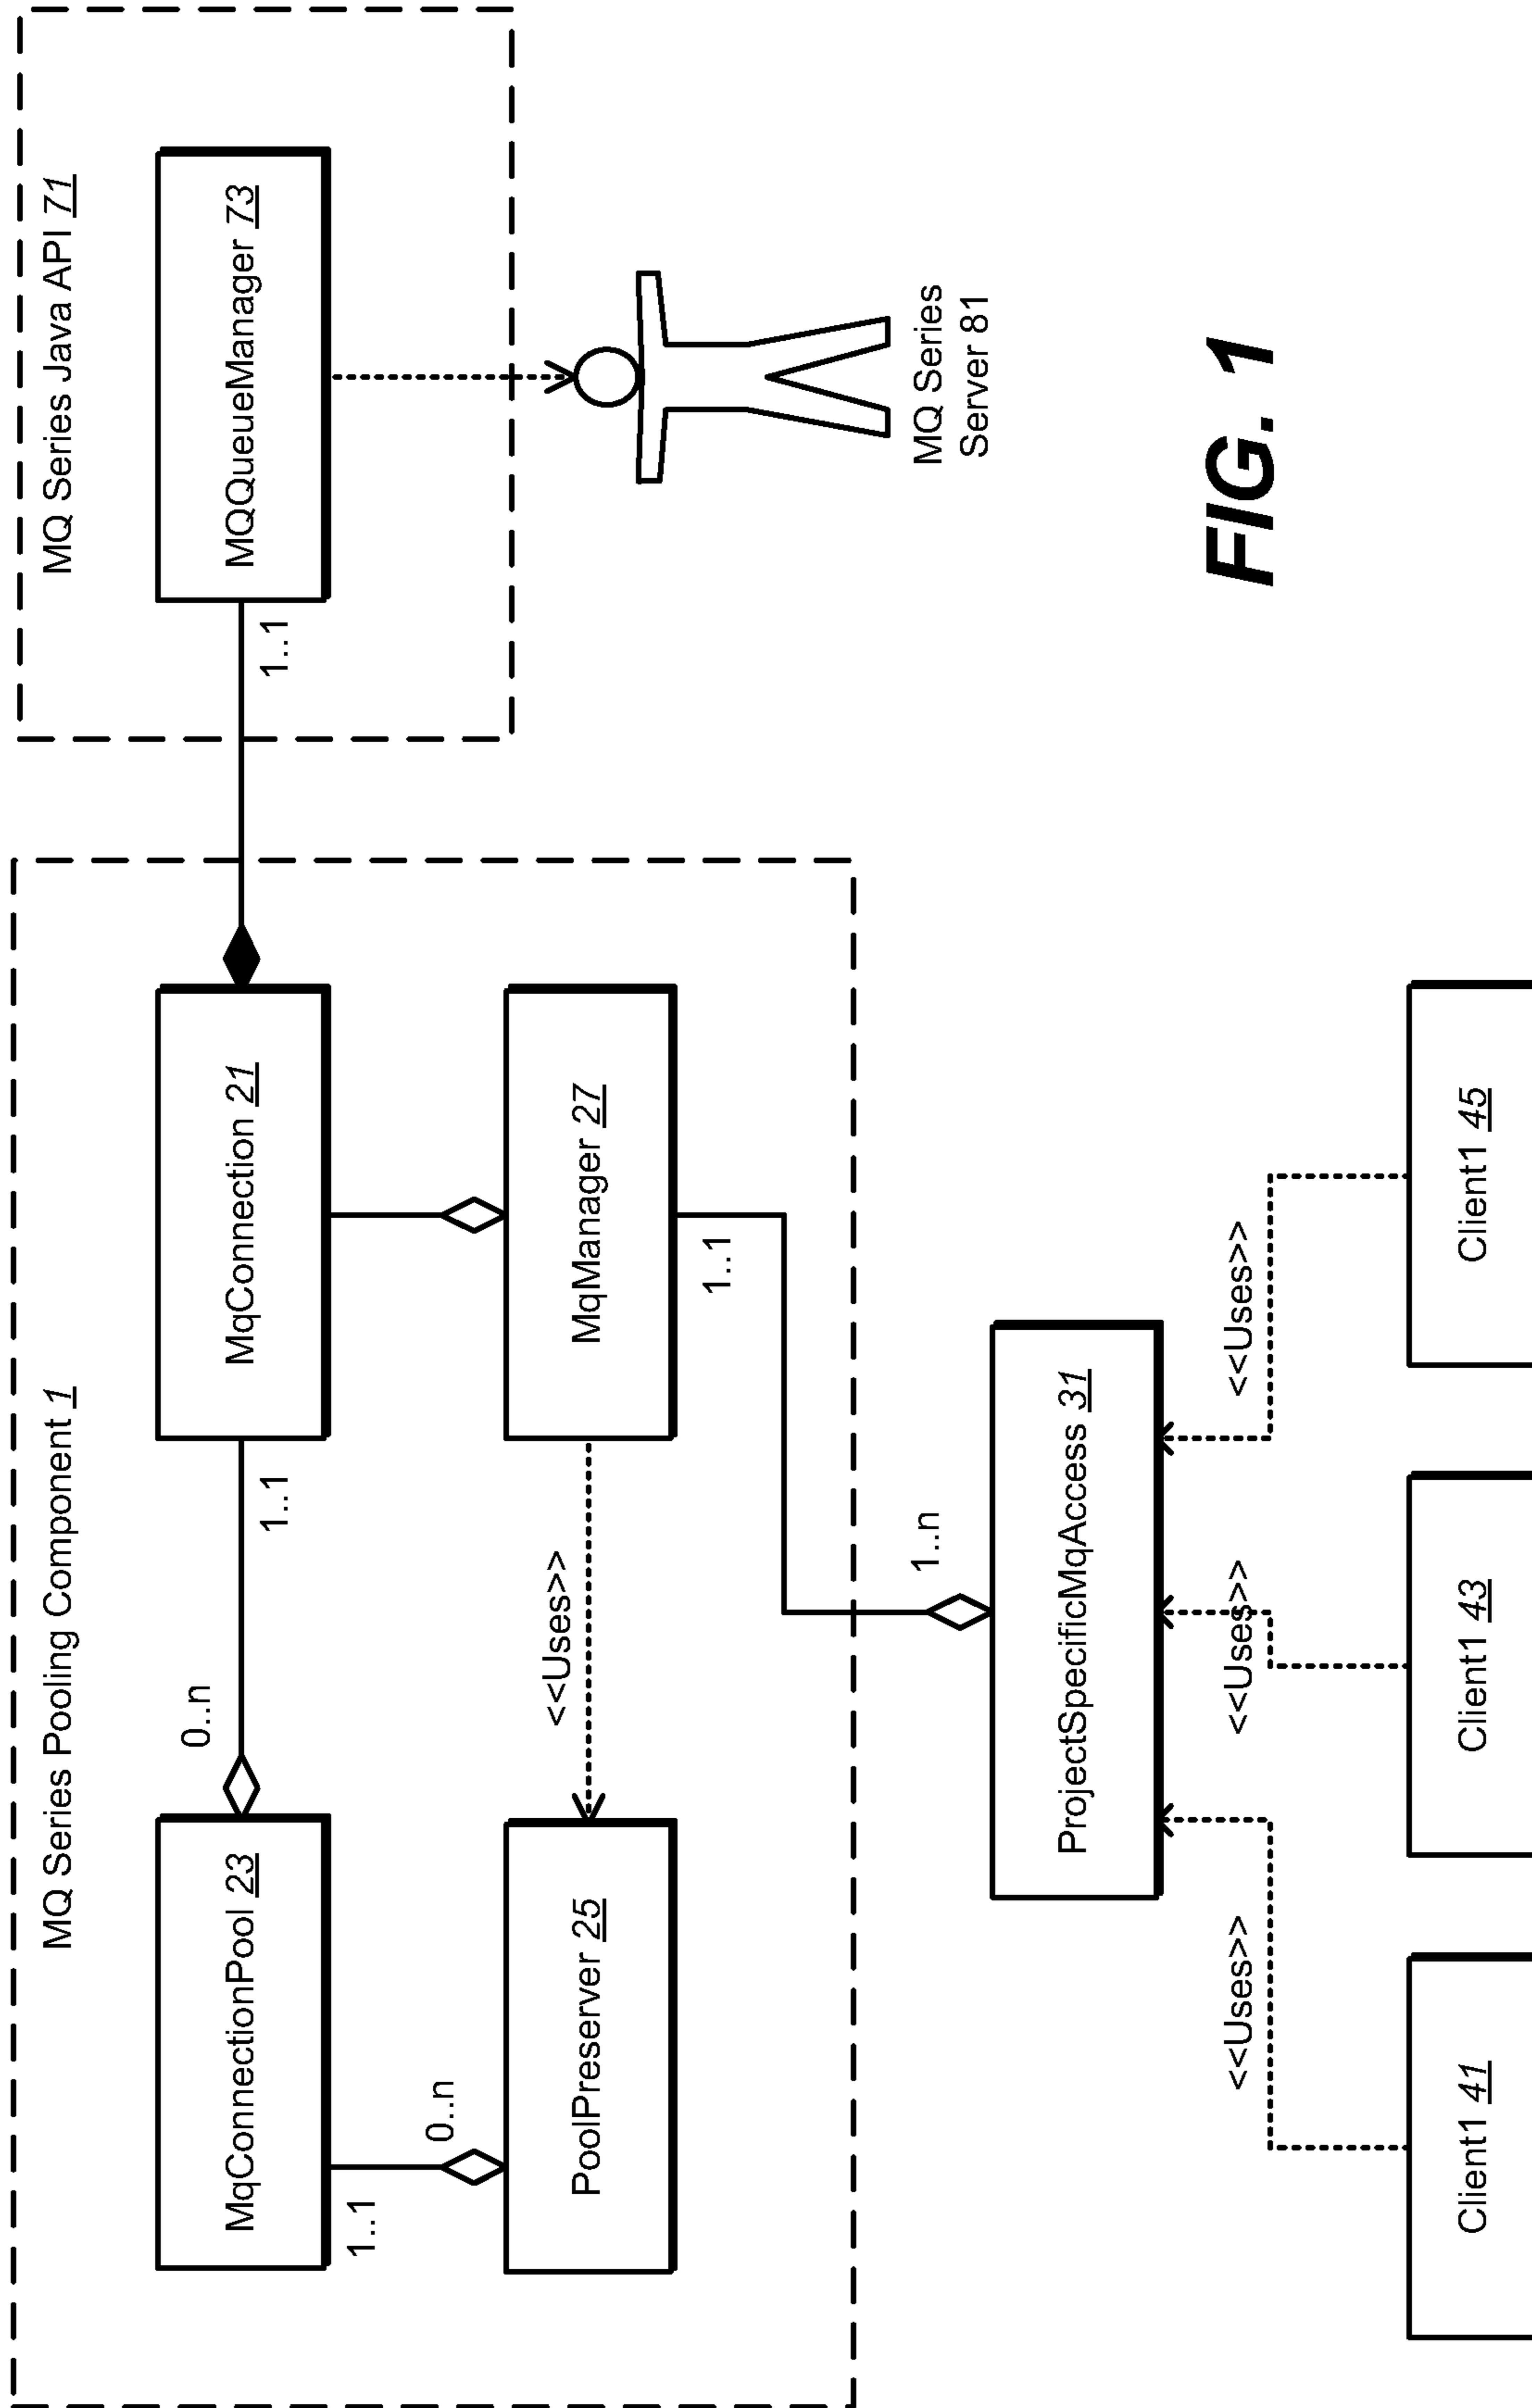 MQ Series Pooling Component 1
MQ Series Java API 71
MqConnectionPool 23
0..n
1..1
MqConnection 21
1..1
MQQueueManager 73
1..1
0..n
PoolPreserver 25
<<Uses>>
MqManager 27
1..1
MQ Series
Server 81
1..n
ProjectSpecificMqAccess 31
<<Uses>>
<<Uses>>
<<Uses>>
Client1 41
Client1 43
Client1 45
FIG. 1